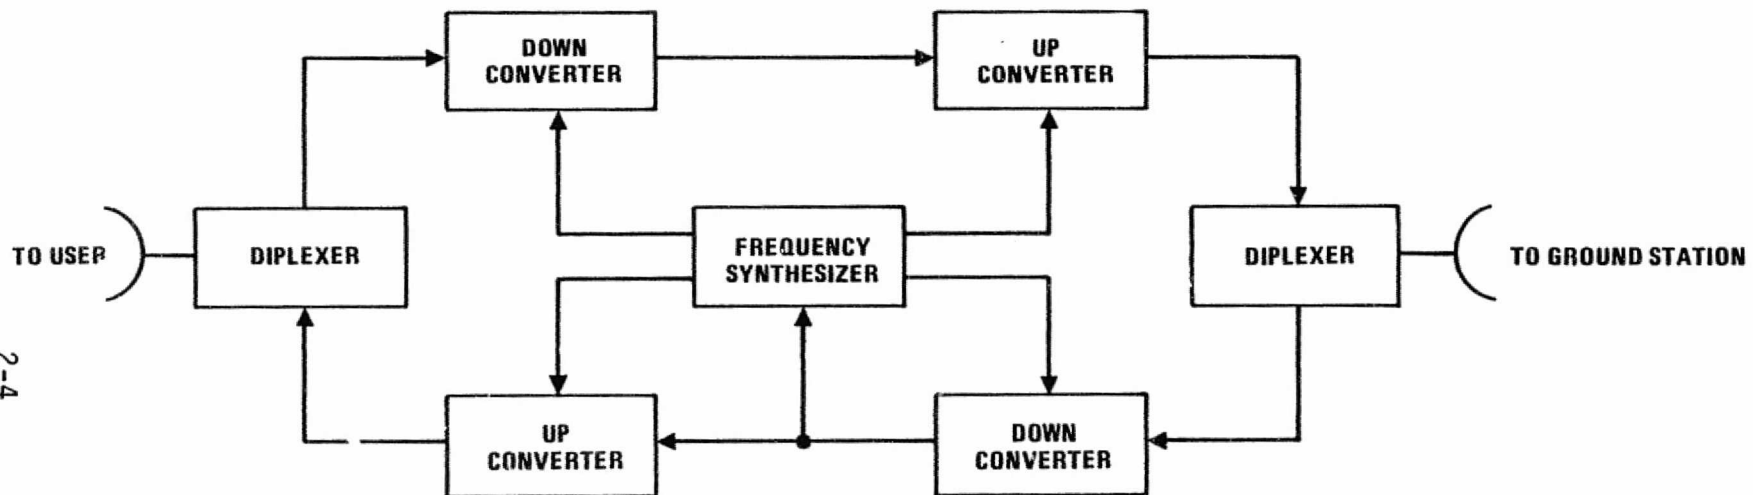 DOWN
CONVERTER
UP
CONVERTER
TO USER
DIPLEXER
FREQUENCY
SYNTHESIZER
DIPLEXER
TO GROUND STATION
2-4
UP
CONVERTER
DOWN
CONVERTER